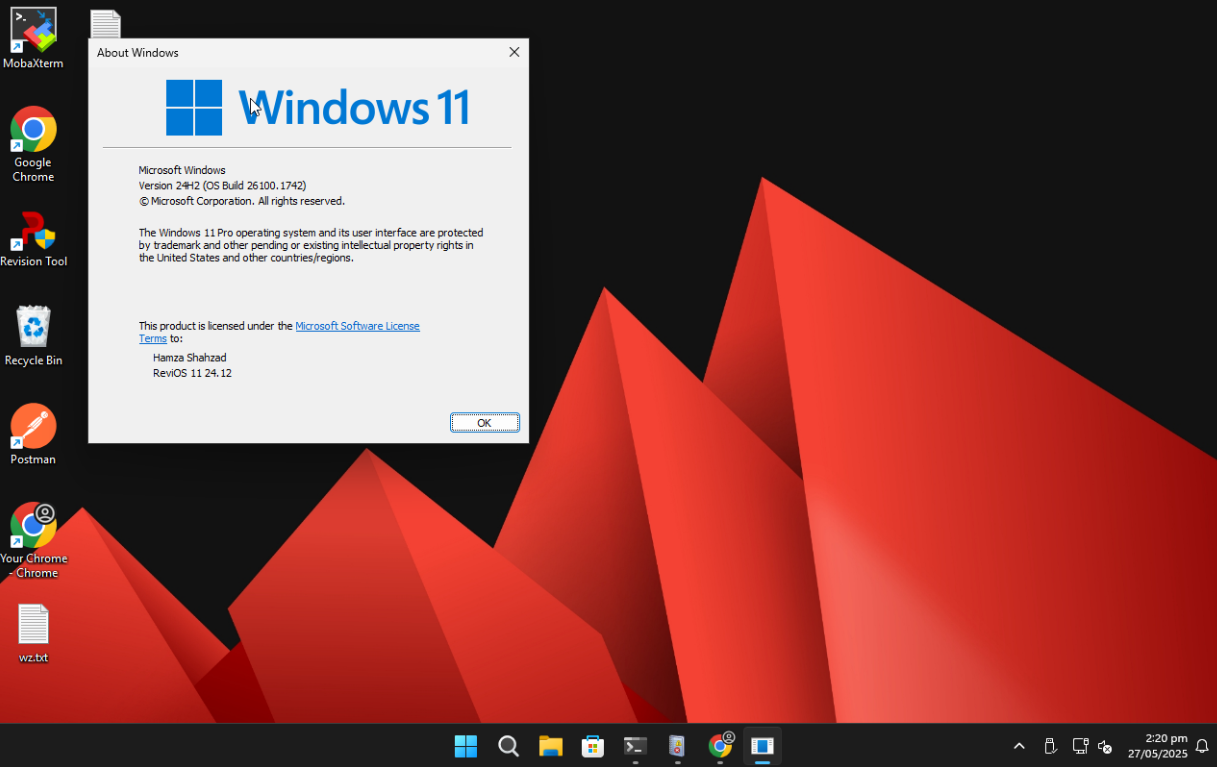 MobaXterm
Google
Chrome
Revision Tool
Recycle Bin
Postman
Your Chrome
- Chrome
wz.txt
About Windows
Windows 11
Microsoft Windows
Version 24H2 (OS Build 26100.1742)
© Microsoft Corporation. All rights reserved.
The Windows 11 Pro operating system and its user interface are protected
by trademark and other pending or existing intellectual property rights in
the United States and other countries/regions.
This product is licensed under the Microsoft Software License
Terms to:
Hamza Shahzad
ReviOS 11 24.12
OK
2:20 pm
27/05/2025